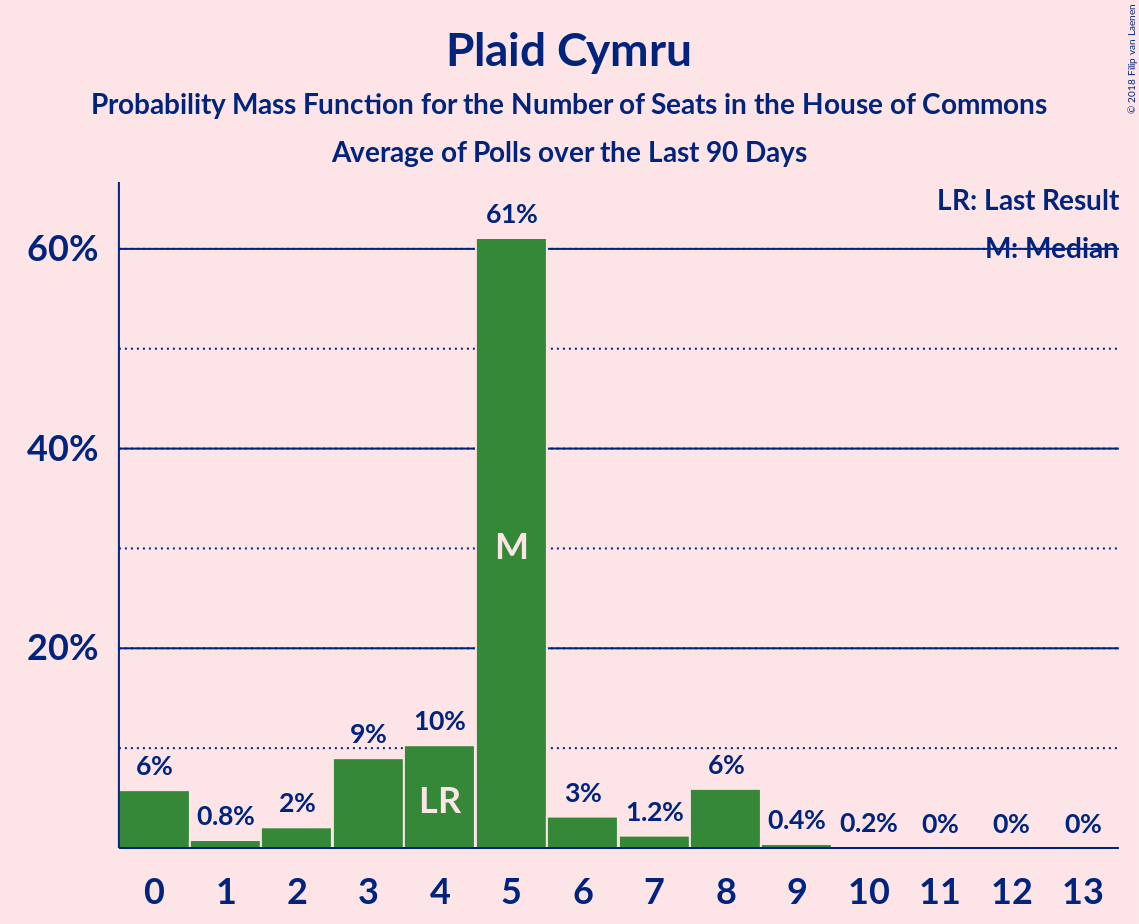 Plaid Cymru
Probability Mass Function for the Number of Seats in the House of Commons
Average of Polls over the Last 90 Days
© 2018 Filip van Laenen
LR: Last Result
M: Median
60%
40%
20%
6%
0.8%
2%
9%
10%
61%
3%
1.2%
6%
0.4%
0.2%
0%
0%
0%
M
LR
0 1 2 3 4 5 6 7 8 9 10 11 12 13